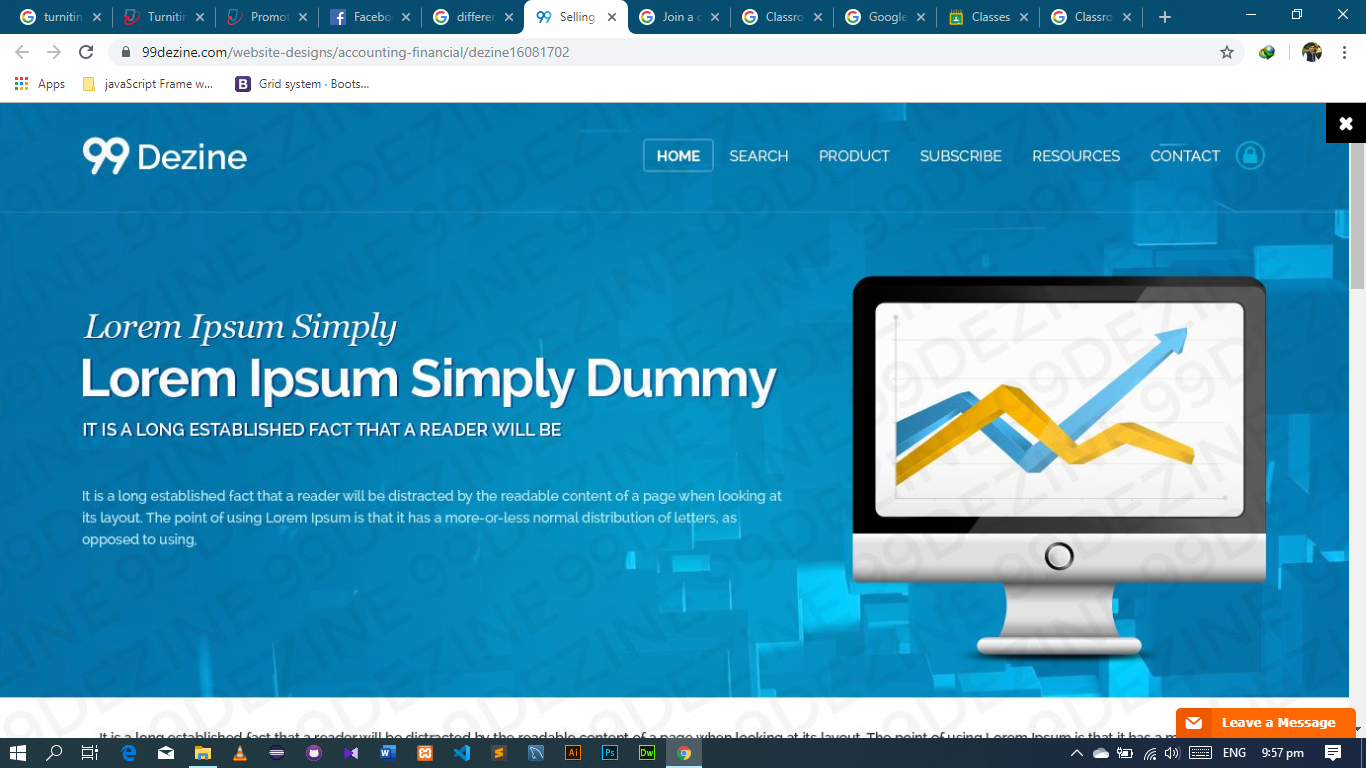 turnitin
Turnitin
Promot
Facebo
differen
Selling
Join a c
Classro
Google
Classes
Classro
99dezine.com/website-designs/accounting-financial/dezine16081702
Apps
javaScript Frame w...
B
Grid system · Boots...
99 Dezine
HOME SEARCH PRODUCT SUBSCRIBE RESOURCES CONTACT
Lorem Ipsum Simply
Lorem Ipsum Simply Dummy
IT IS A LONG ESTABLISHED FACT THAT A READER WILL BE
It is a long established fact that a reader will be distracted by the readable content of a page when looking at
its layout. The point of using Lorem Ipsum is that it has a more-or-less normal distribution of letters, as
opposed to using.
99DEZINE 99DEZINE 99DEZINE
It is a long established fact that a reader will be distracted by the readable content of a page when looking at its layout. The point of using Lorem Ipsum is that it has a m
Leave a Message
Ai
Ps
Dw
ENG
9:57 pm